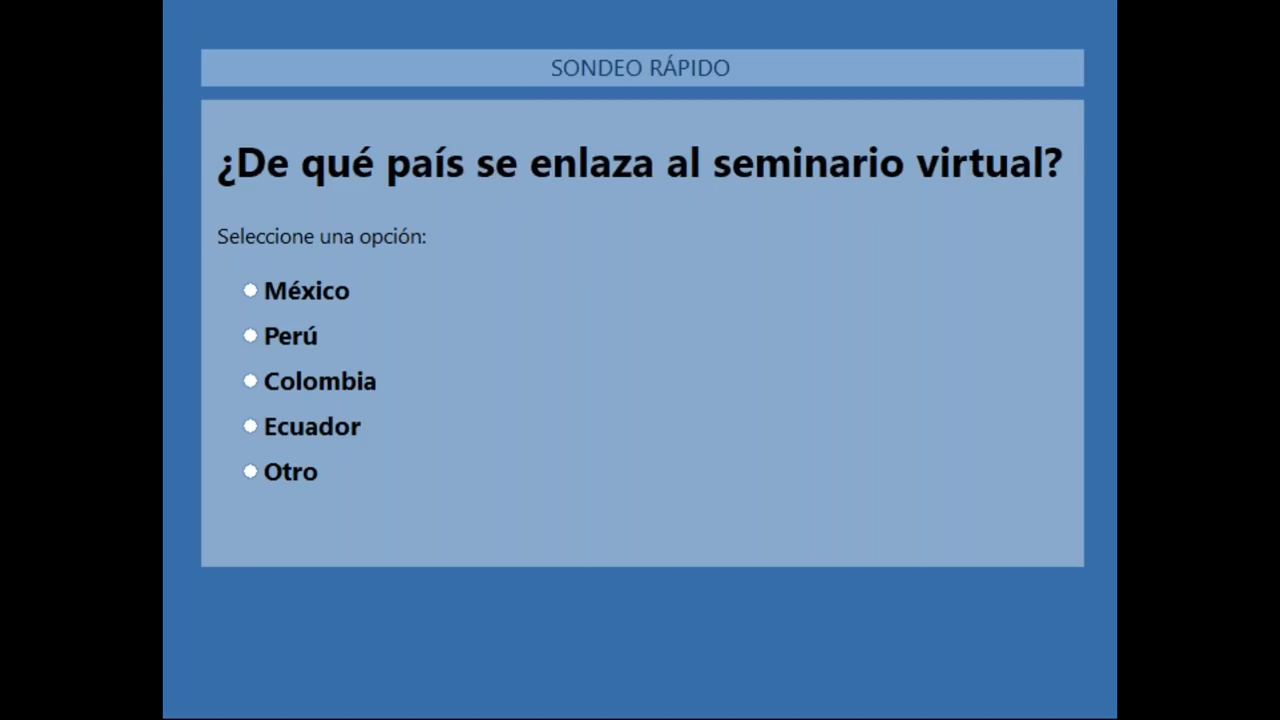 SONDEO RÁPIDO
¿De qué país se enlaza al seminario virtual?
Seleccione una opción:
México
Perú
Colombia
Ecuador
Otro